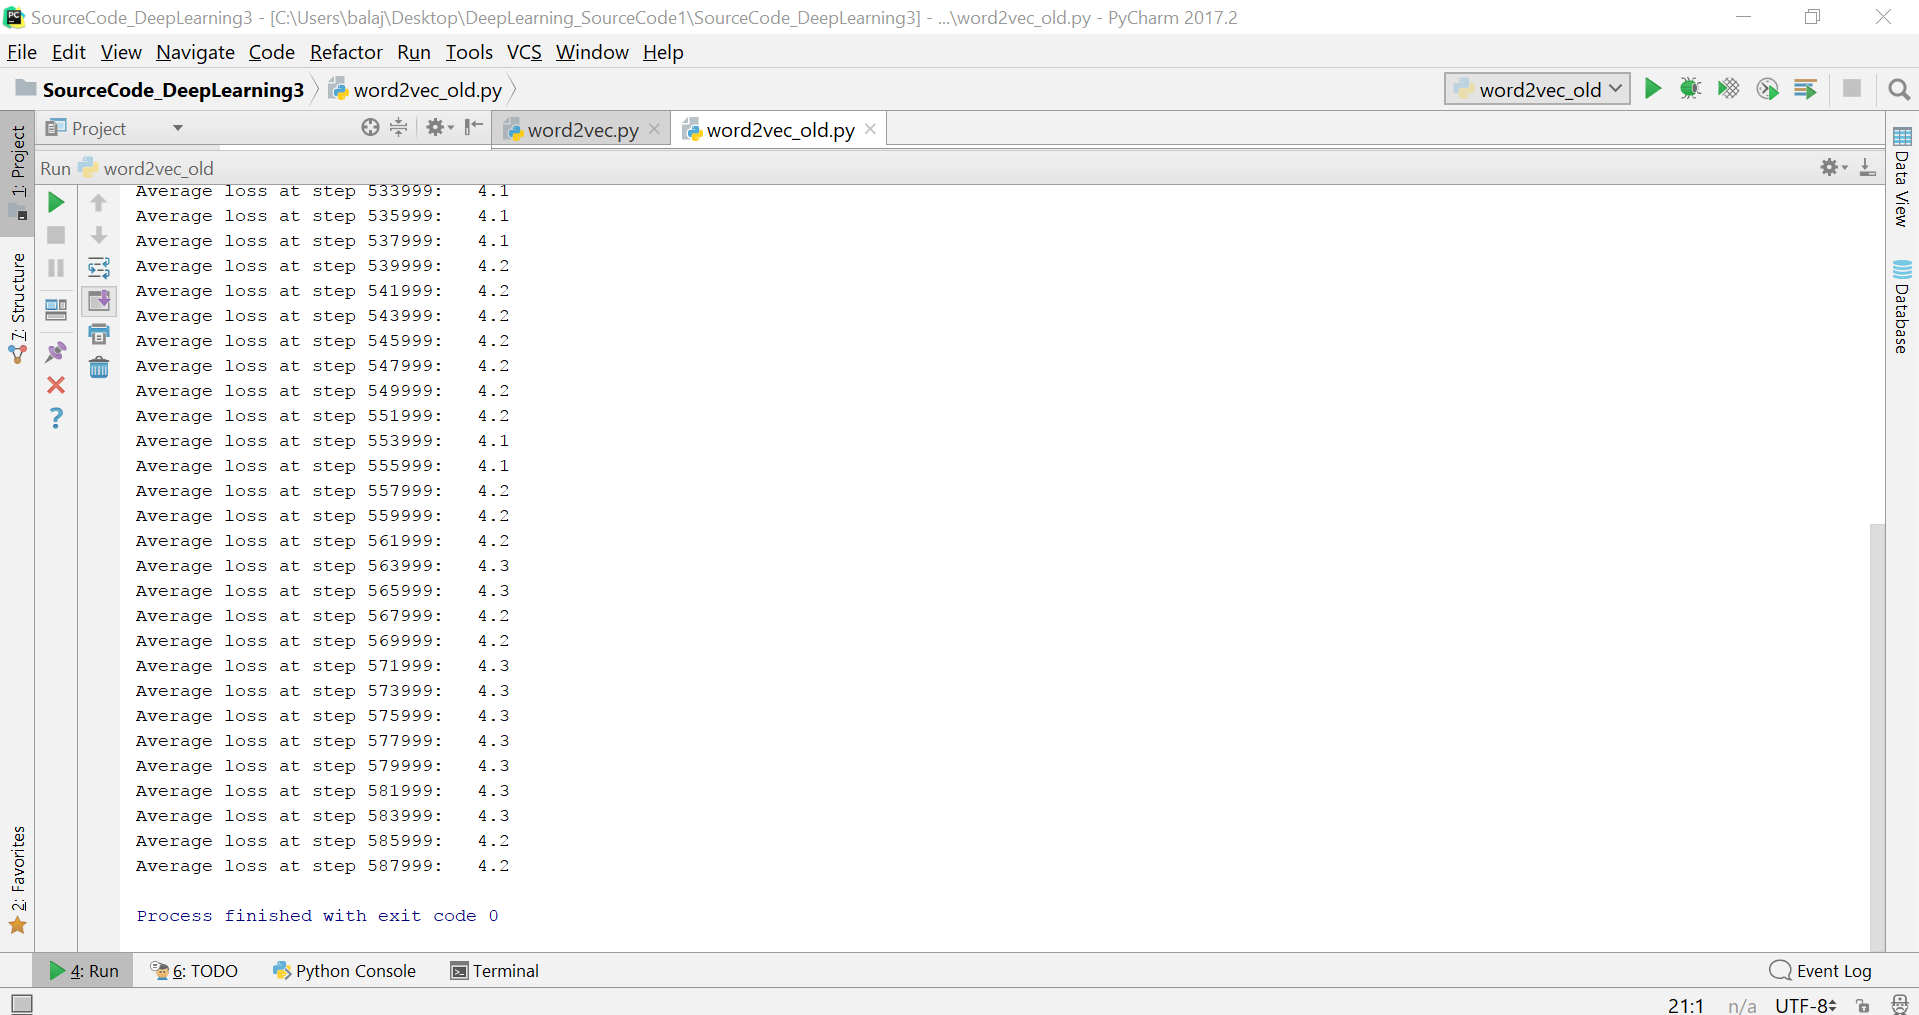 SourceCode_DeepLearning3 - [C:\Users\balaj\Desktop\DeepLearning_SourceCode1\SourceCode_DeepLearning3] - ...\word2vec_old.py - PyCharm 2017.2
File Edit View Navigate Code Refactor Run Tools VCS Window Help
SourceCode_DeepLearning3 word2vec_old.py word2vec_old
Project word2vec.py word2vec_old.py
Run word2vec_old
1: Project
7: Structure
2: Favorites
Data View
Database
Average loss at step 533999: 4.1
Average loss at step 535999: 4.1
Average loss at step 537999: 4.1
Average loss at step 539999: 4.2
Average loss at step 541999: 4.2
Average loss at step 543999: 4.2
Average loss at step 545999: 4.2
Average loss at step 547999: 4.2
Average loss at step 549999: 4.2
Average loss at step 551999: 4.2
Average loss at step 553999: 4.1
Average loss at step 555999: 4.1
Average loss at step 557999: 4.2
Average loss at step 559999: 4.2
Average loss at step 561999: 4.2
Average loss at step 563999: 4.3
Average loss at step 565999: 4.3
Average loss at step 567999: 4.2
Average loss at step 569999: 4.2
Average loss at step 571999: 4.3
Average loss at step 573999: 4.3
Average loss at step 575999: 4.3
Average loss at step 577999: 4.3
Average loss at step 579999: 4.3
Average loss at step 581999: 4.3
Average loss at step 583999: 4.3
Average loss at step 585999: 4.2
Average loss at step 587999: 4.2
Process finished with exit code 0
4: Run 6: TODO Python Console Terminal Event Log
21:1 n/a UTF-8